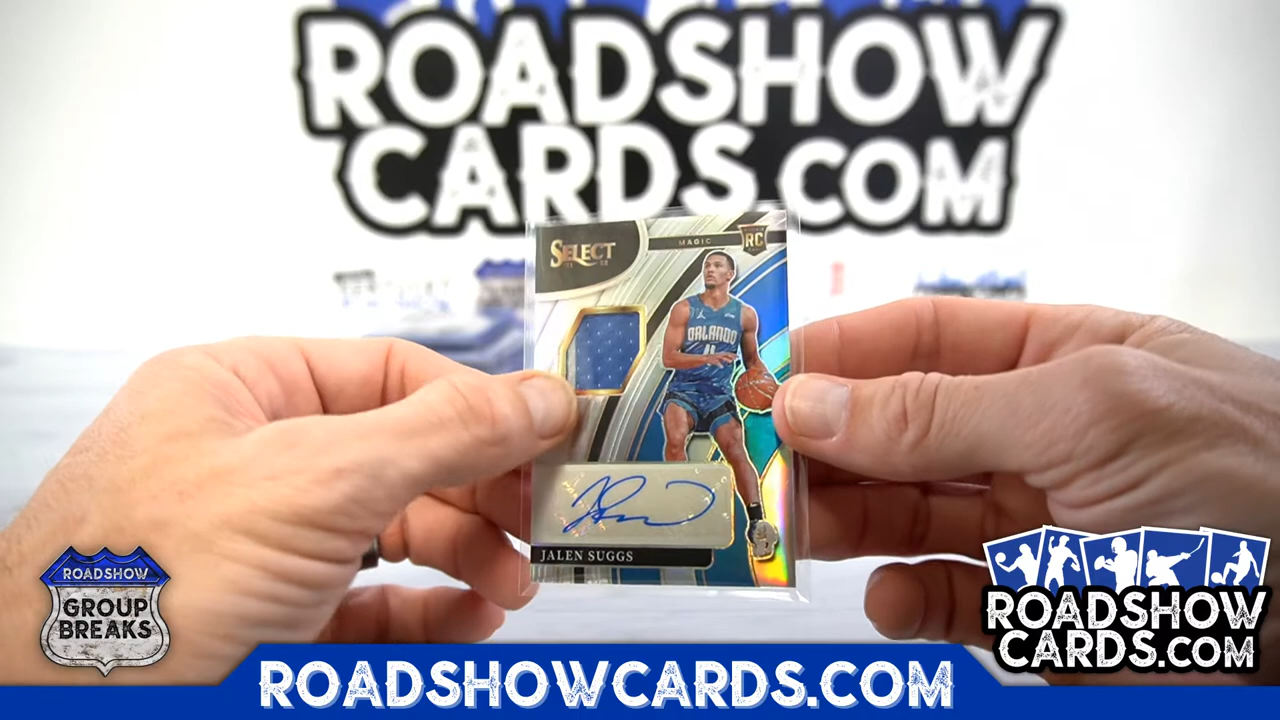 ROADSHOW
CARDS.COM
SELECT
MAGIC
RC
ORLANDO
JALEN SUGGS
ROADSHOW
GROUP
BREAKS
ROADSHOW
CARDS.COM
ROADSHOWCARDS.COM